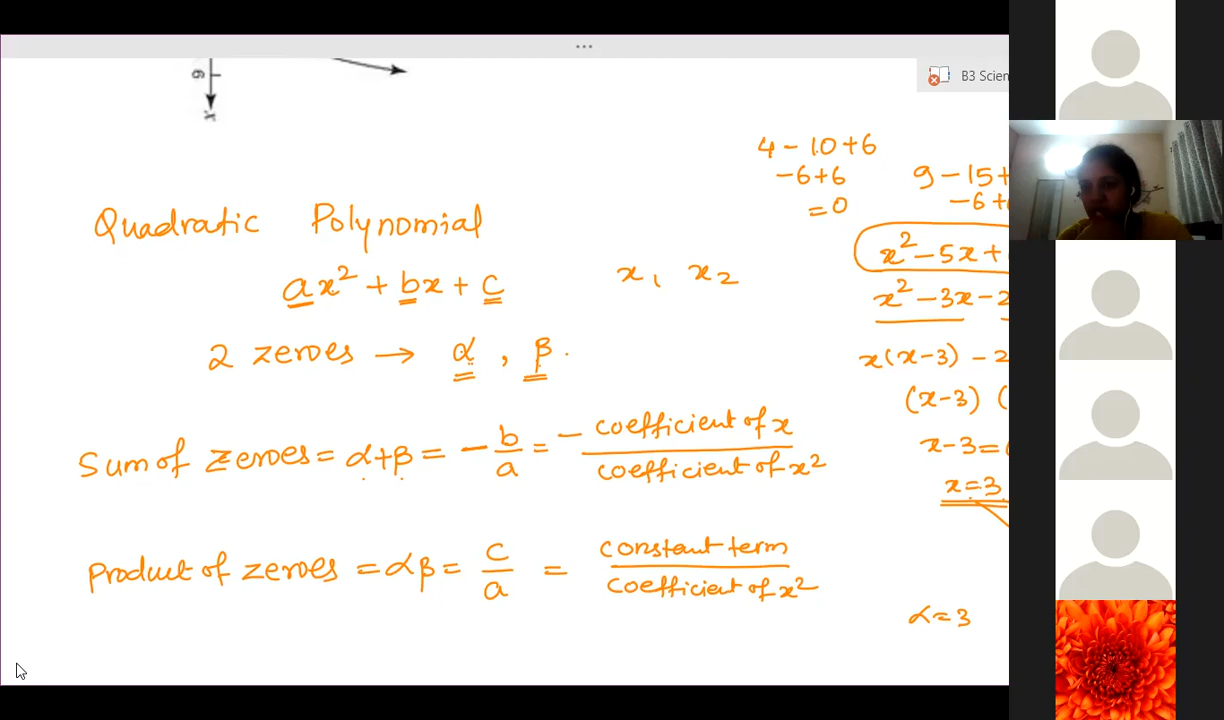 B3 Scien
6
x
4 - 10 + 6
-6+6
= 0
9 - 15 +
-6 +
Quadratic Polynomial
ax² + bx + c
x₁ x₂
x² - 5x +
x² - 3x - 2
2 zeroes → α , β .
x(x-3) - 2
(x-3) (
Sum of zeroes = α+β = - b/a = - coefficient of x / coefficient of x²
x-3 =
x=3
Product of zeroes = αβ = c/a = constant term / coefficient of x²
α = 3